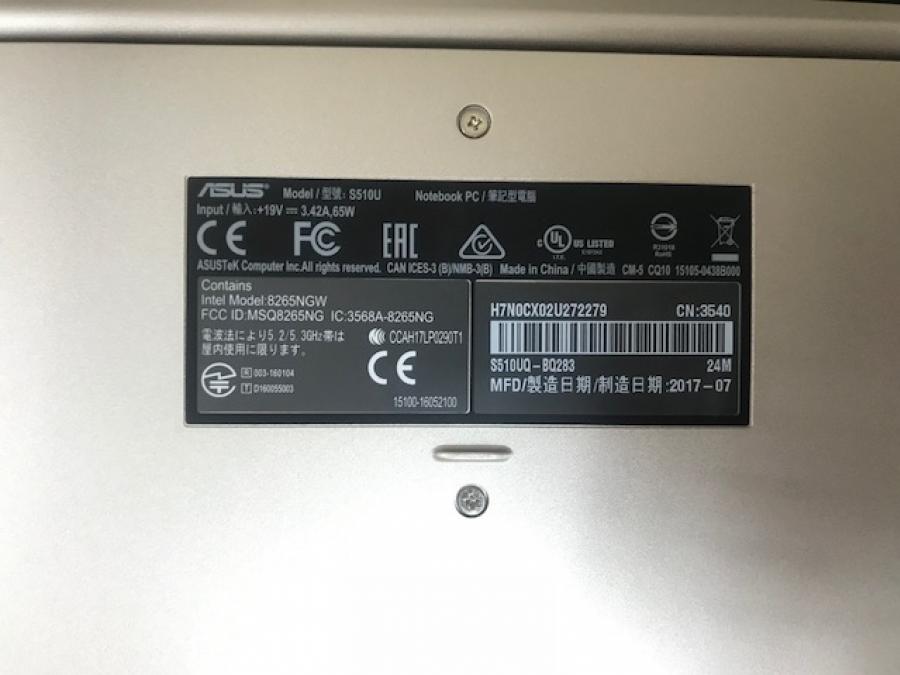 ASUS Model / 型號: S510U Notebook PC / 筆記型電腦
Input / 輸入:+19V ⎓ 3.42A,65W
CE FC EAC C UL US LISTED
I.T.E. RoHS
ASUSTeK Computer Inc.All rights reserved. CAN ICES-3 (B)/NMB-3(B) Made in China / 中國製造 CM-5 CQ10 15105-0438B000
Contains
Intel Model:8265NGW
FCC ID:MSQ8265NG IC:3568A-8265NG
電波法により5.2/5.3GHz帯は
屋内使用に限ります。
CCAH17LP0290T1
CE
R 003-160104
T D160055003
15100-16052100
H7N0CX02U272279 CN:3540
S510UQ-BQ283 24M
MFD/製造日期/制造日期:2017-07